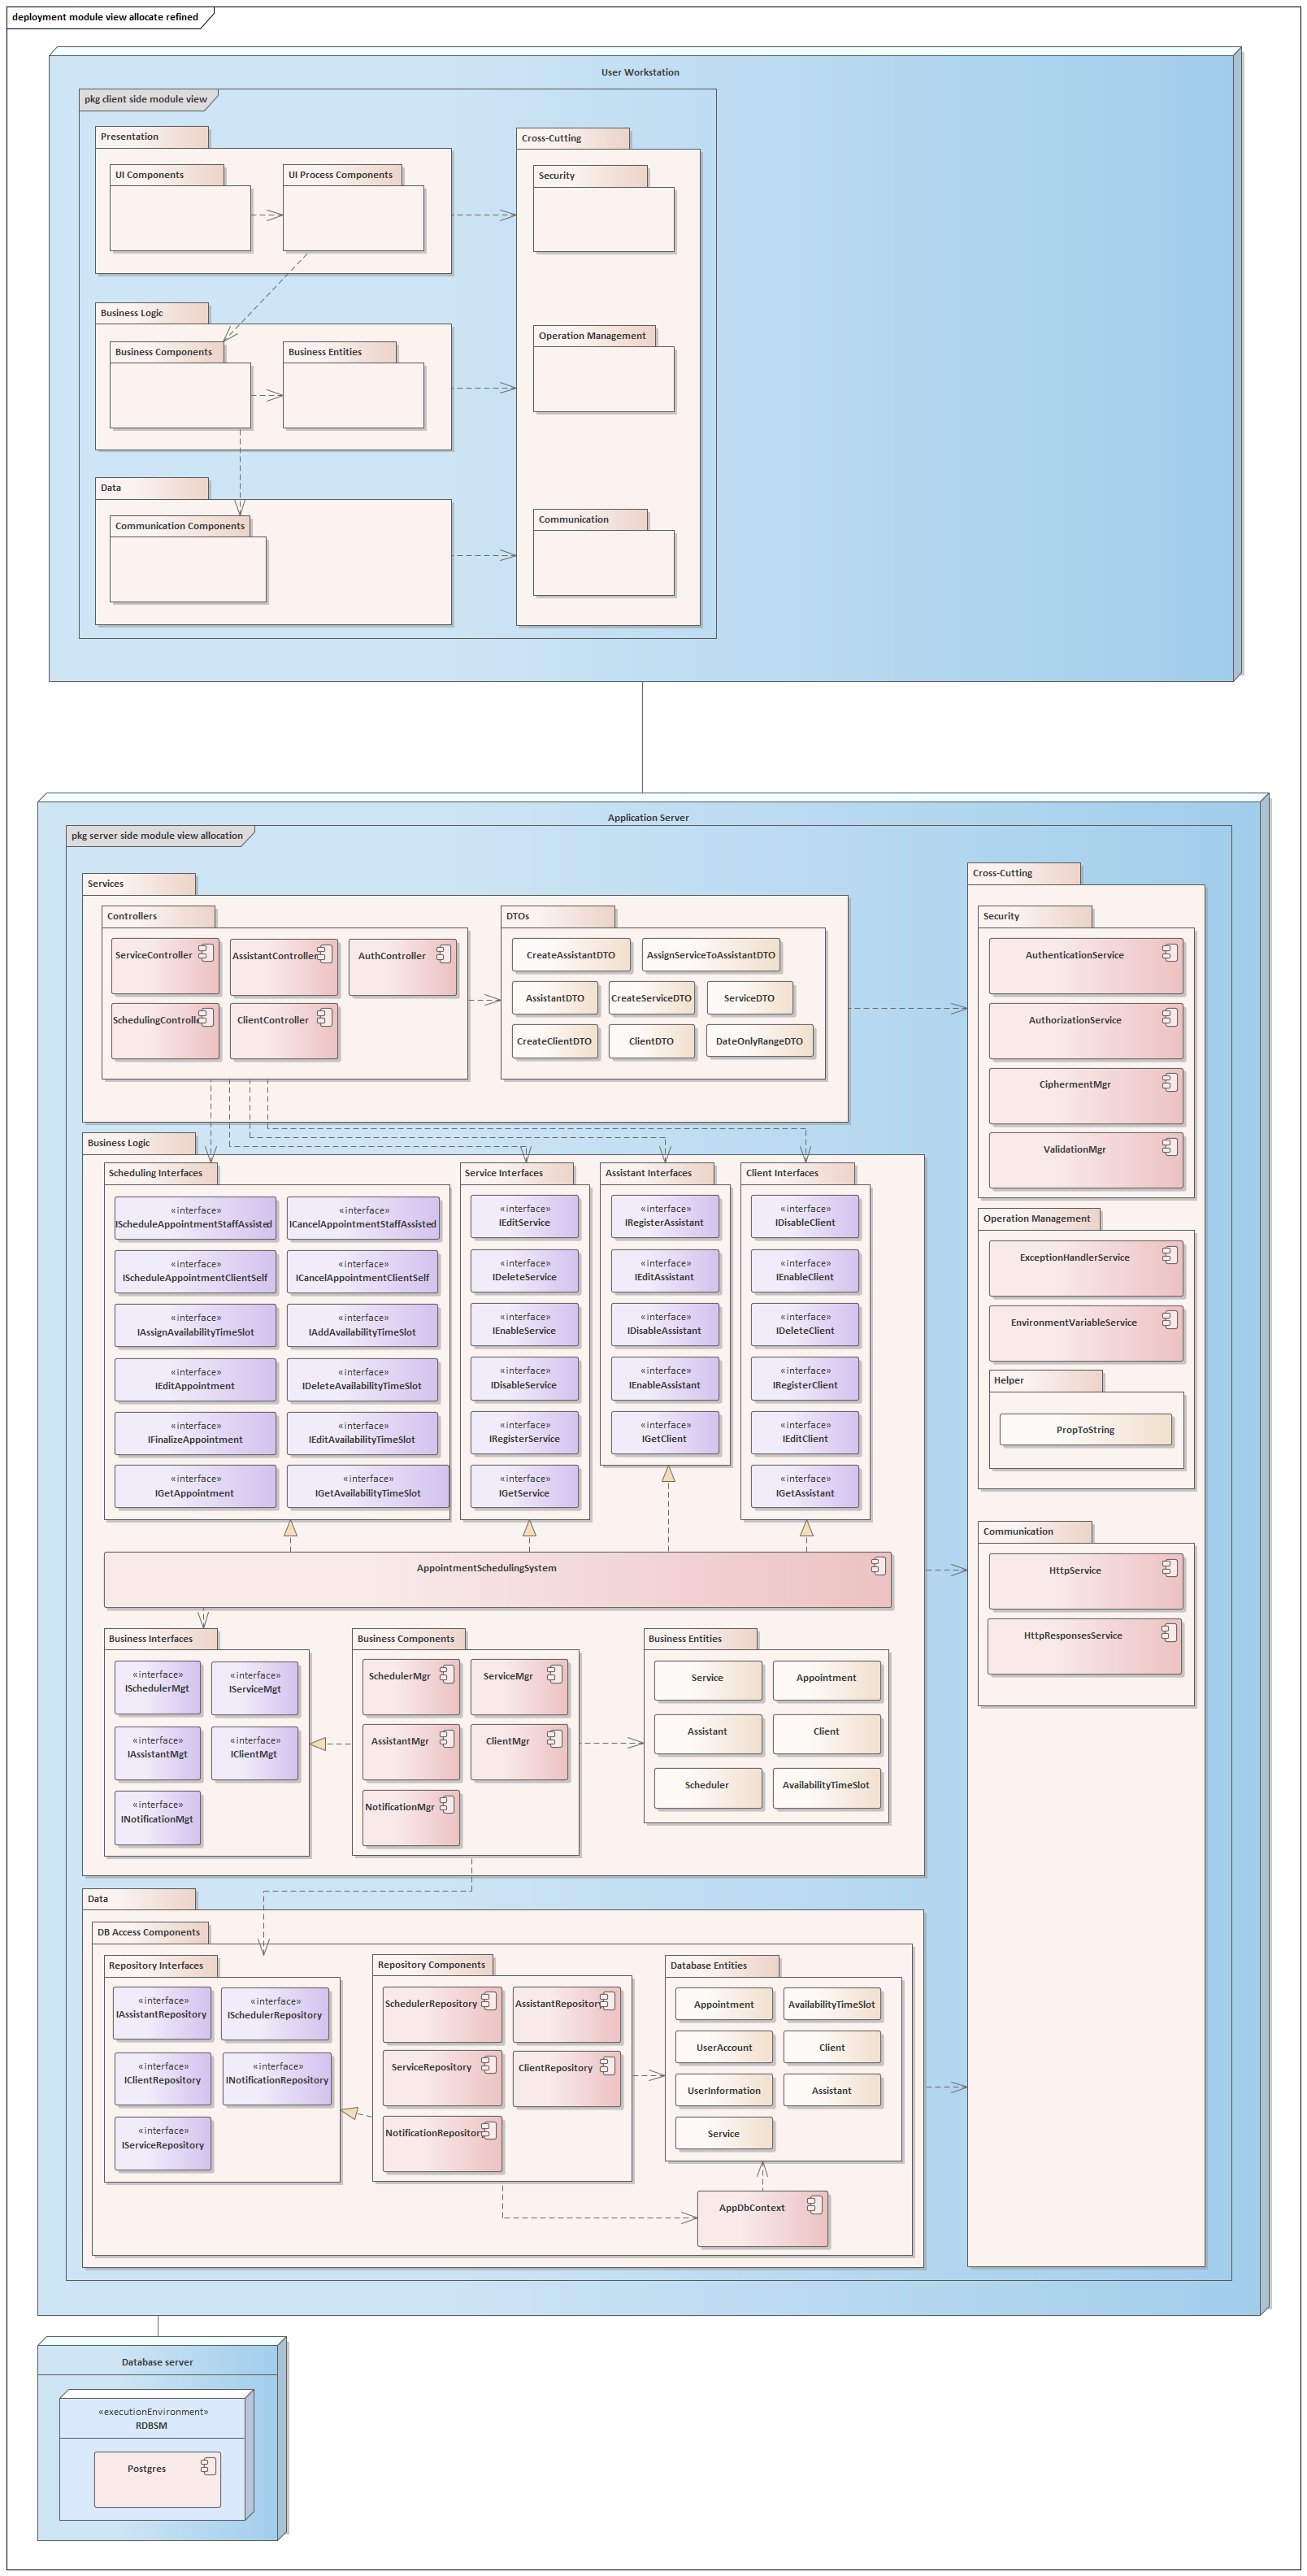 deployment module view allocate refined
User Workstation
pkg client side module view
Presentation
UI Components
UI Process Components
Cross-Cutting
Security
Business Logic
Business Components
Business Entities
Operation Management
Data
Communication Components
Communication
Application Server
pkg server side module view allocation
Services
Controllers
ServiceController
AssistantController
AuthController
SchedulingControlle
ClientController
DTOs
CreateAssistantDTO
AssignServiceToAssistantDTO
AssistantDTO
CreateServiceDTO
ServiceDTO
CreateClientDTO
ClientDTO
DateOnlyRangeDTO
Cross-Cutting
Security
AuthenticationService
AuthorizationService
CiphermentMgr
ValidationMgr
Operation Management
ExceptionHandlerService
EnvironmentVariableService
Helper
PropToString
Communication
HttpService
HttpResponsesService
Business Logic
Scheduling Interfaces
«interface»
IScheduleAppointmentStaffAssisted
«interface»
ICancelAppointmentStaffAssisted
«interface»
IScheduleAppointmentClientSelf
«interface»
ICancelAppointmentClientSelf
«interface»
IAssignAvailabilityTimeSlot
«interface»
IAddAvailabilityTimeSlot
«interface»
IEditAppointment
«interface»
IDeleteAvailabilityTimeSlot
«interface»
IFinalizeAppointment
«interface»
IEditAvailabilityTimeSlot
«interface»
IGetAppointment
«interface»
IGetAvailabilityTimeSlot
Service Interfaces
«interface»
IEditService
«interface»
IDeleteService
«interface»
IEnableService
«interface»
IDisableService
«interface»
IRegisterService
«interface»
IGetService
Assistant Interfaces
«interface»
IRegisterAssistant
«interface»
IEditAssistant
«interface»
IDisableAssistant
«interface»
IEnableAssistant
«interface»
IGetClient
Client Interfaces
«interface»
IDisableClient
«interface»
IEnableClient
«interface»
IDeleteClient
«interface»
IRegisterClient
«interface»
IEditClient
«interface»
IGetAssistant
AppointmentSchedulingSystem
Business Interfaces
«interface»
ISchedulerMgt
«interface»
IServiceMgt
«interface»
IAssistantMgt
«interface»
IClientMgt
«interface»
INotificationMgt
Business Components
SchedulerMgr
ServiceMgr
AssistantMgr
ClientMgr
NotificationMgr
Business Entities
Service
Appointment
Assistant
Client
Scheduler
AvailabilityTimeSlot
Data
DB Access Components
Repository Interfaces
«interface»
IAssistantRepository
«interface»
ISchedulerRepository
«interface»
IClientRepository
«interface»
INotificationRepository
«interface»
IServiceRepository
Repository Components
SchedulerRepository
AssistantRepository
ServiceRepository
ClientRepository
NotificationRepository
Database Entities
Appointment
AvailabilityTimeSlot
UserAccount
Client
UserInformation
Assistant
Service
AppDbContext
Database server
«executionEnvironment»
RDBSM
Postgres